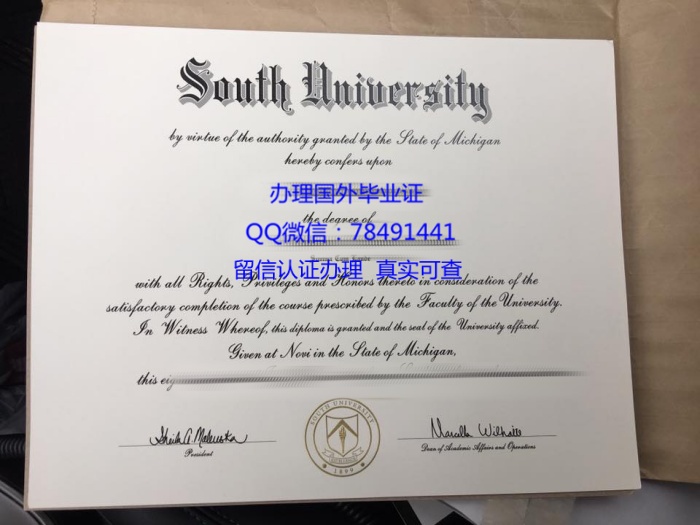 South University
by virtue of the authority granted by the State of Michigan
hereby confers upon
办理国外毕业证
the degree of
QQ微信：78491441
留信认证办理 真实可查
with all Rights, Privileges and Honors thereto in consideration of the
satisfactory completion of the course prescribed by the Faculty of the University.
In Witness Whereof, this diploma is granted and the seal of the University affixed.
Given at Novi in the State of Michigan,
this
SOUTH UNIVERSITY
1899
President
Dean of Academic Affairs and Operations